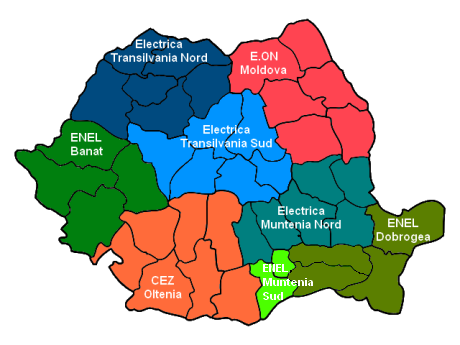 Electrica
Transilvania Nord
E.ON
Moldova
ENEL
Banat
Electrica
Transilvania Sud
Electrica
Muntenia Nord
ENEL
Dobrogea
CEZ
Oltenia
ENEL
Muntenia
Sud